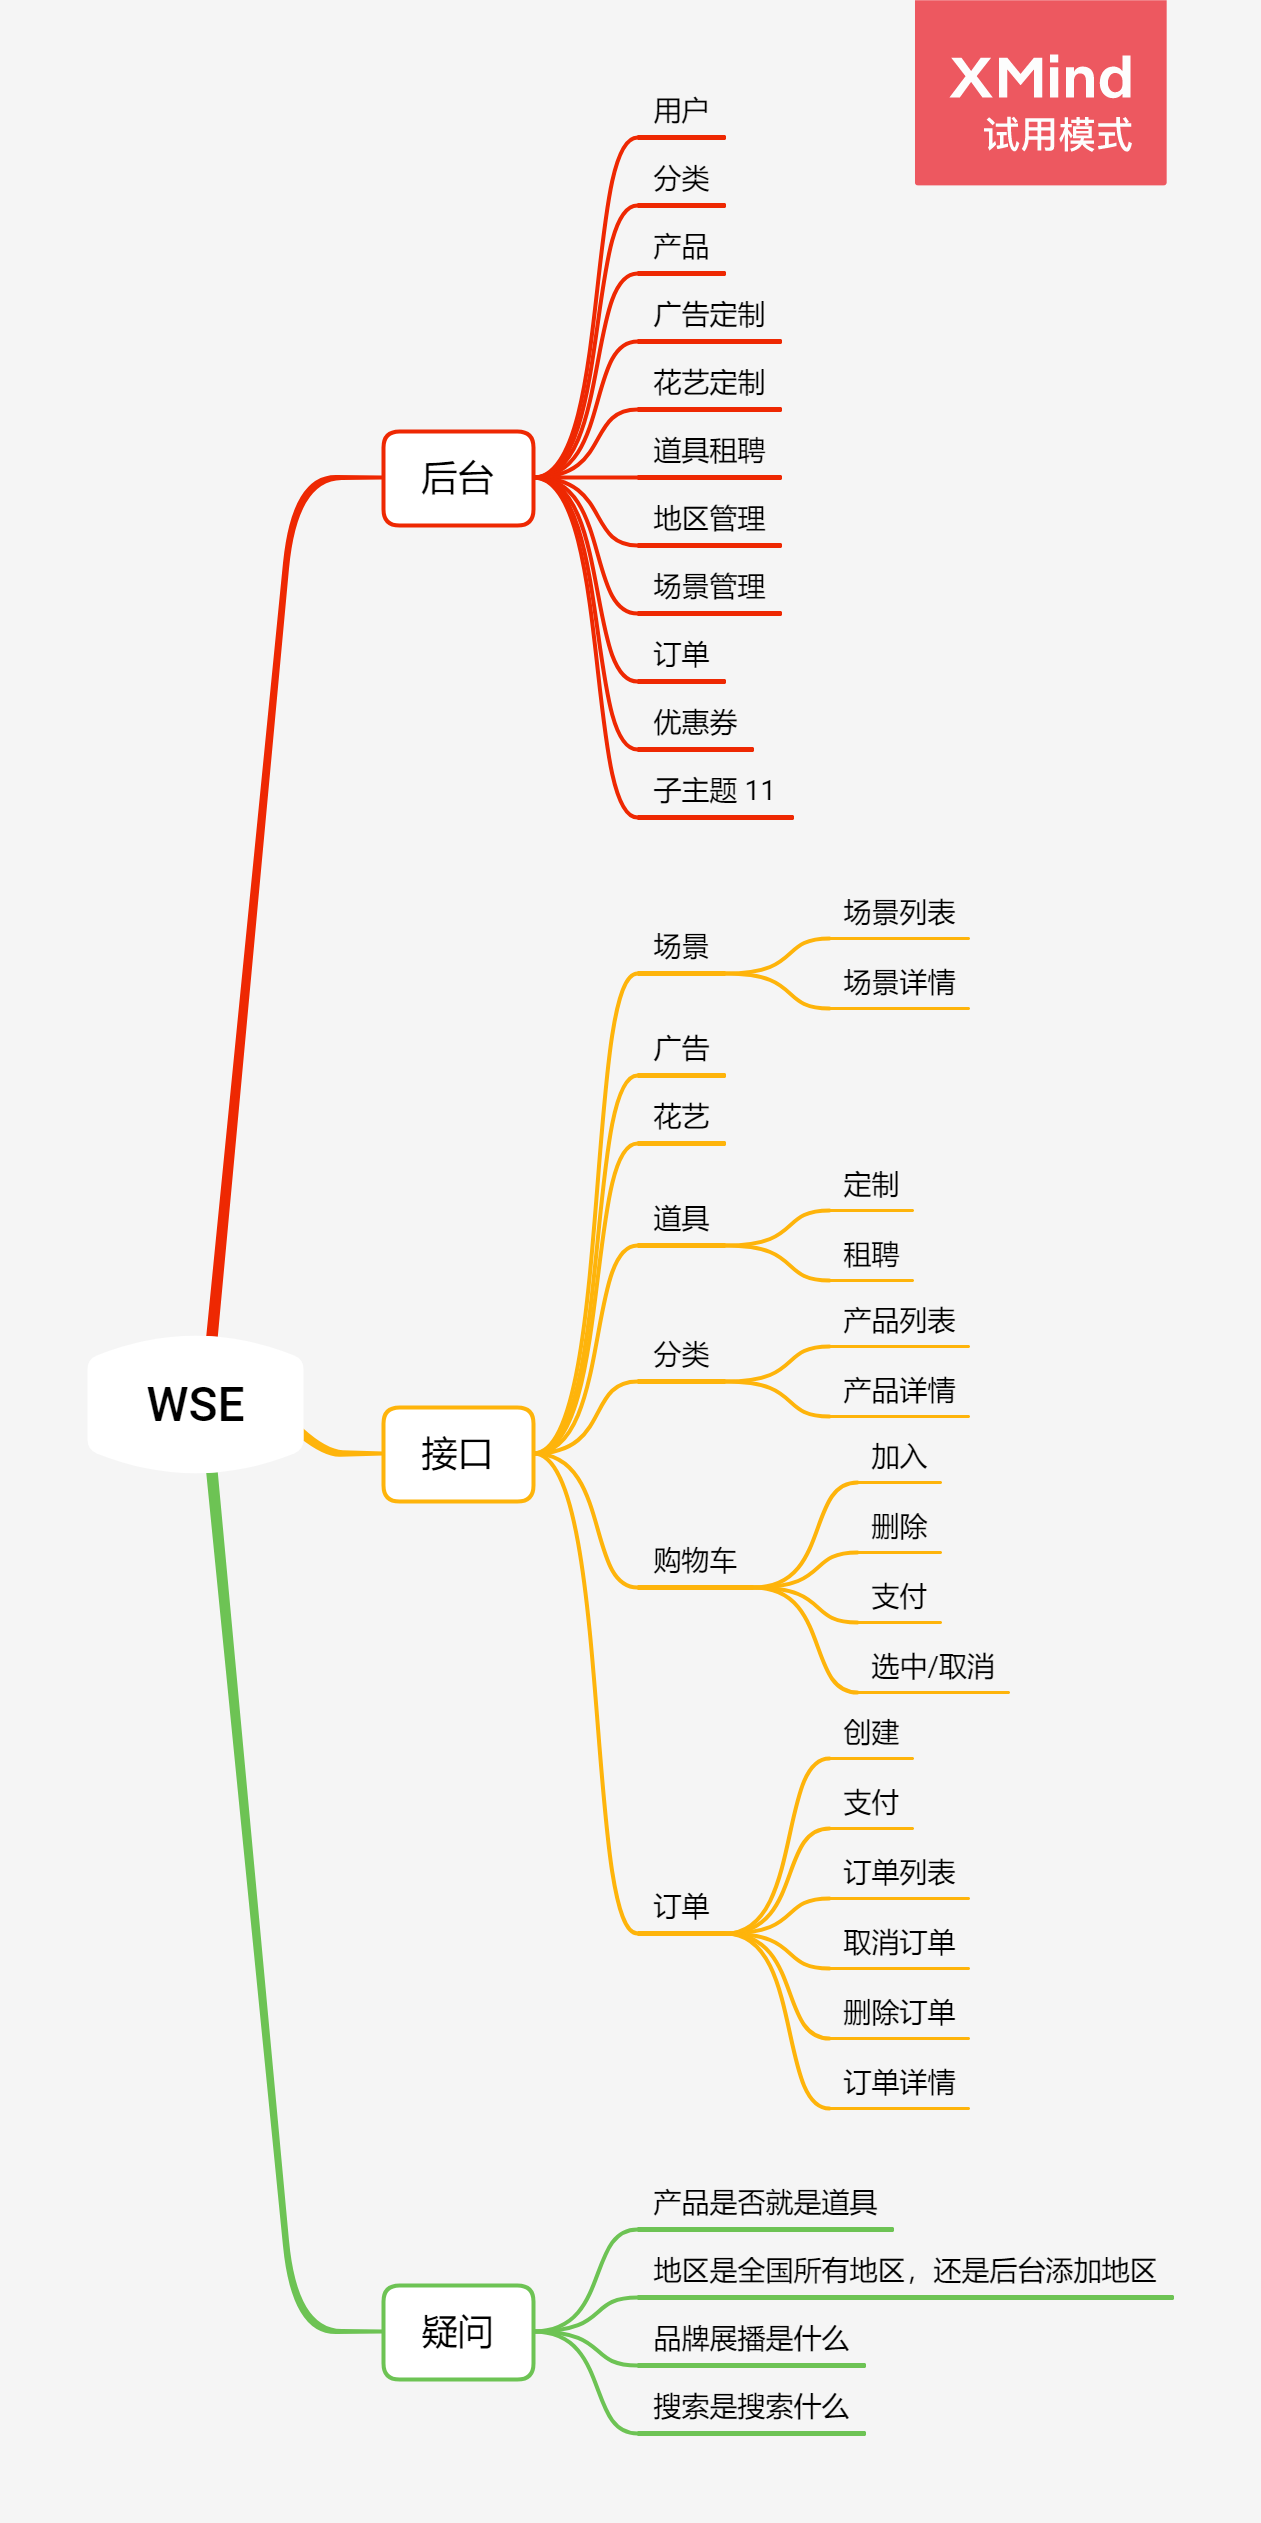 XMind
试用模式
WSE
后台
用户
分类
产品
广告定制
花艺定制
道具租聘
地区管理
场景管理
订单
优惠券
子主题 11
接口
场景
场景列表
场景详情
广告
花艺
道具
定制
租聘
分类
产品列表
产品详情
购物车
加入
删除
支付
选中/取消
订单
创建
支付
订单列表
取消订单
删除订单
订单详情
疑问
产品是否就是道具
地区是全国所有地区，还是后台添加地区
品牌展播是什么
搜索是搜索什么